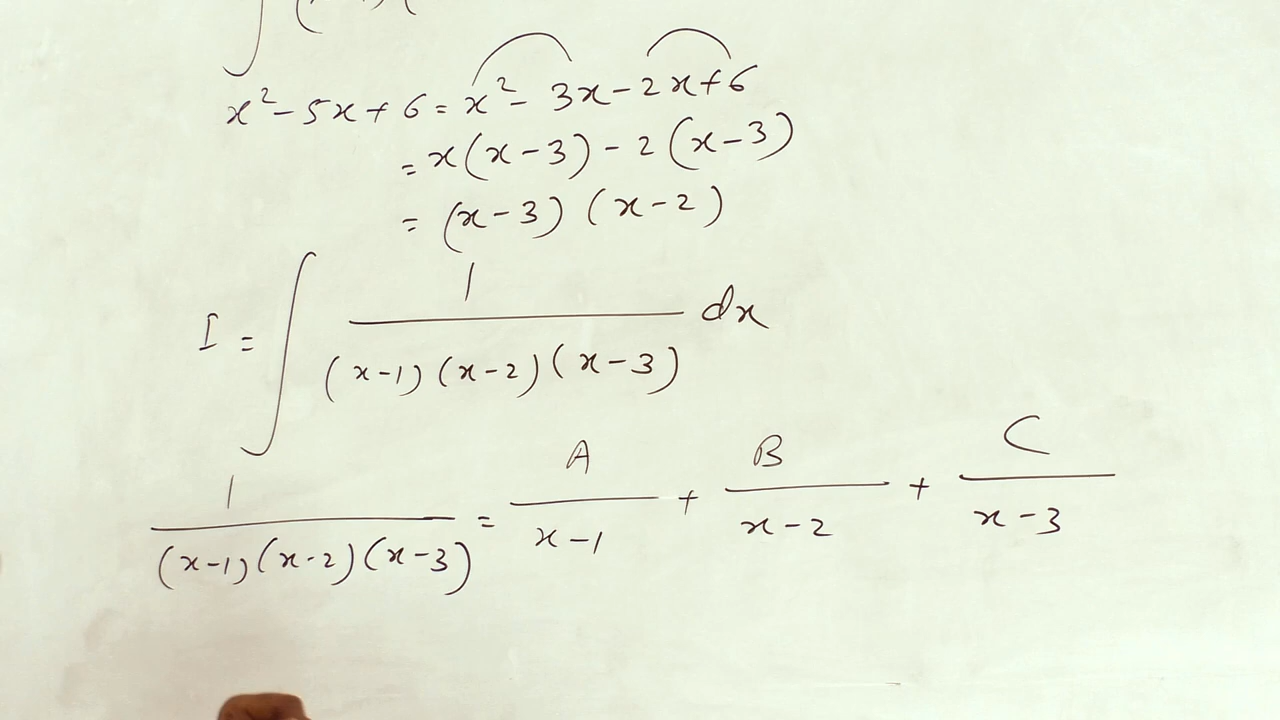 x² - 5x + 6 = x² - 3x - 2x + 6
= x(x-3) - 2(x-3)
= (x-3) (x-2)
I = ∫ 1/((x-1)(x-2)(x-3)) dx
1/((x-1)(x-2)(x-3)) = A/(x-1) + B/(x-2) + C/(x-3)